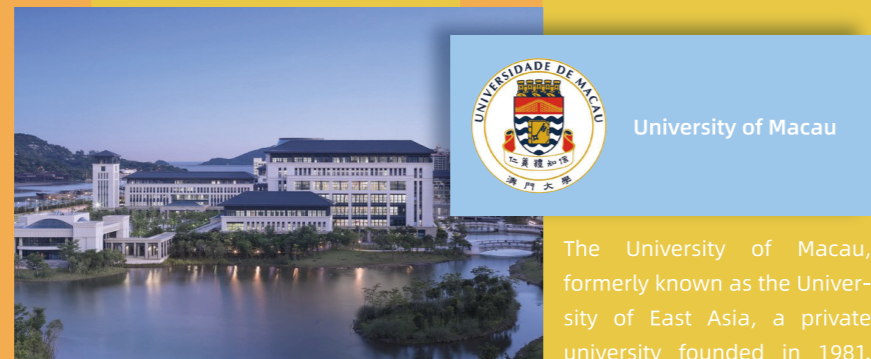 UNIVERSIDADE DE MACAU
仁義禮知信
澳門大學
University of Macau
The University of Macau,
formerly known as the Univer-
sity of East Asia, a private
university founded in 1981,